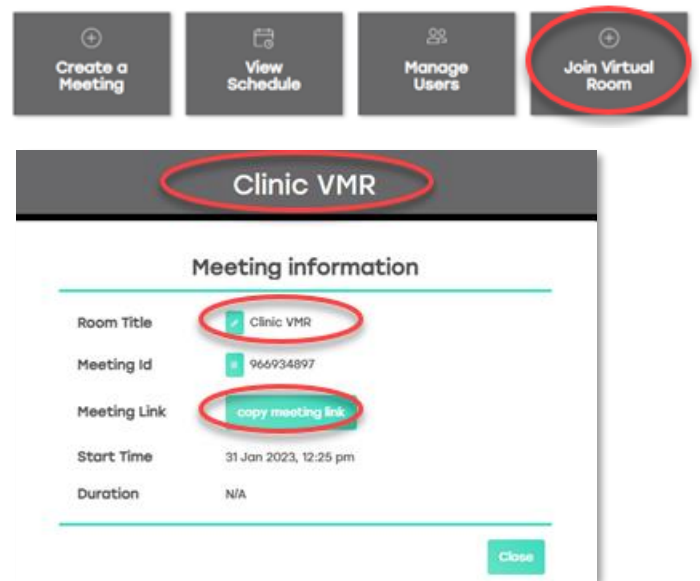 Create a
Meeting
View
Schedule
Manage
Users
Join Virtual
Room
Clinic VMR
Meeting information
Room Title
Clinic VMR
Meeting Id
966934897
Meeting Link
copy meeting link
Start Time
31 Jan 2023, 12:25 pm
Duration
N/A
Close